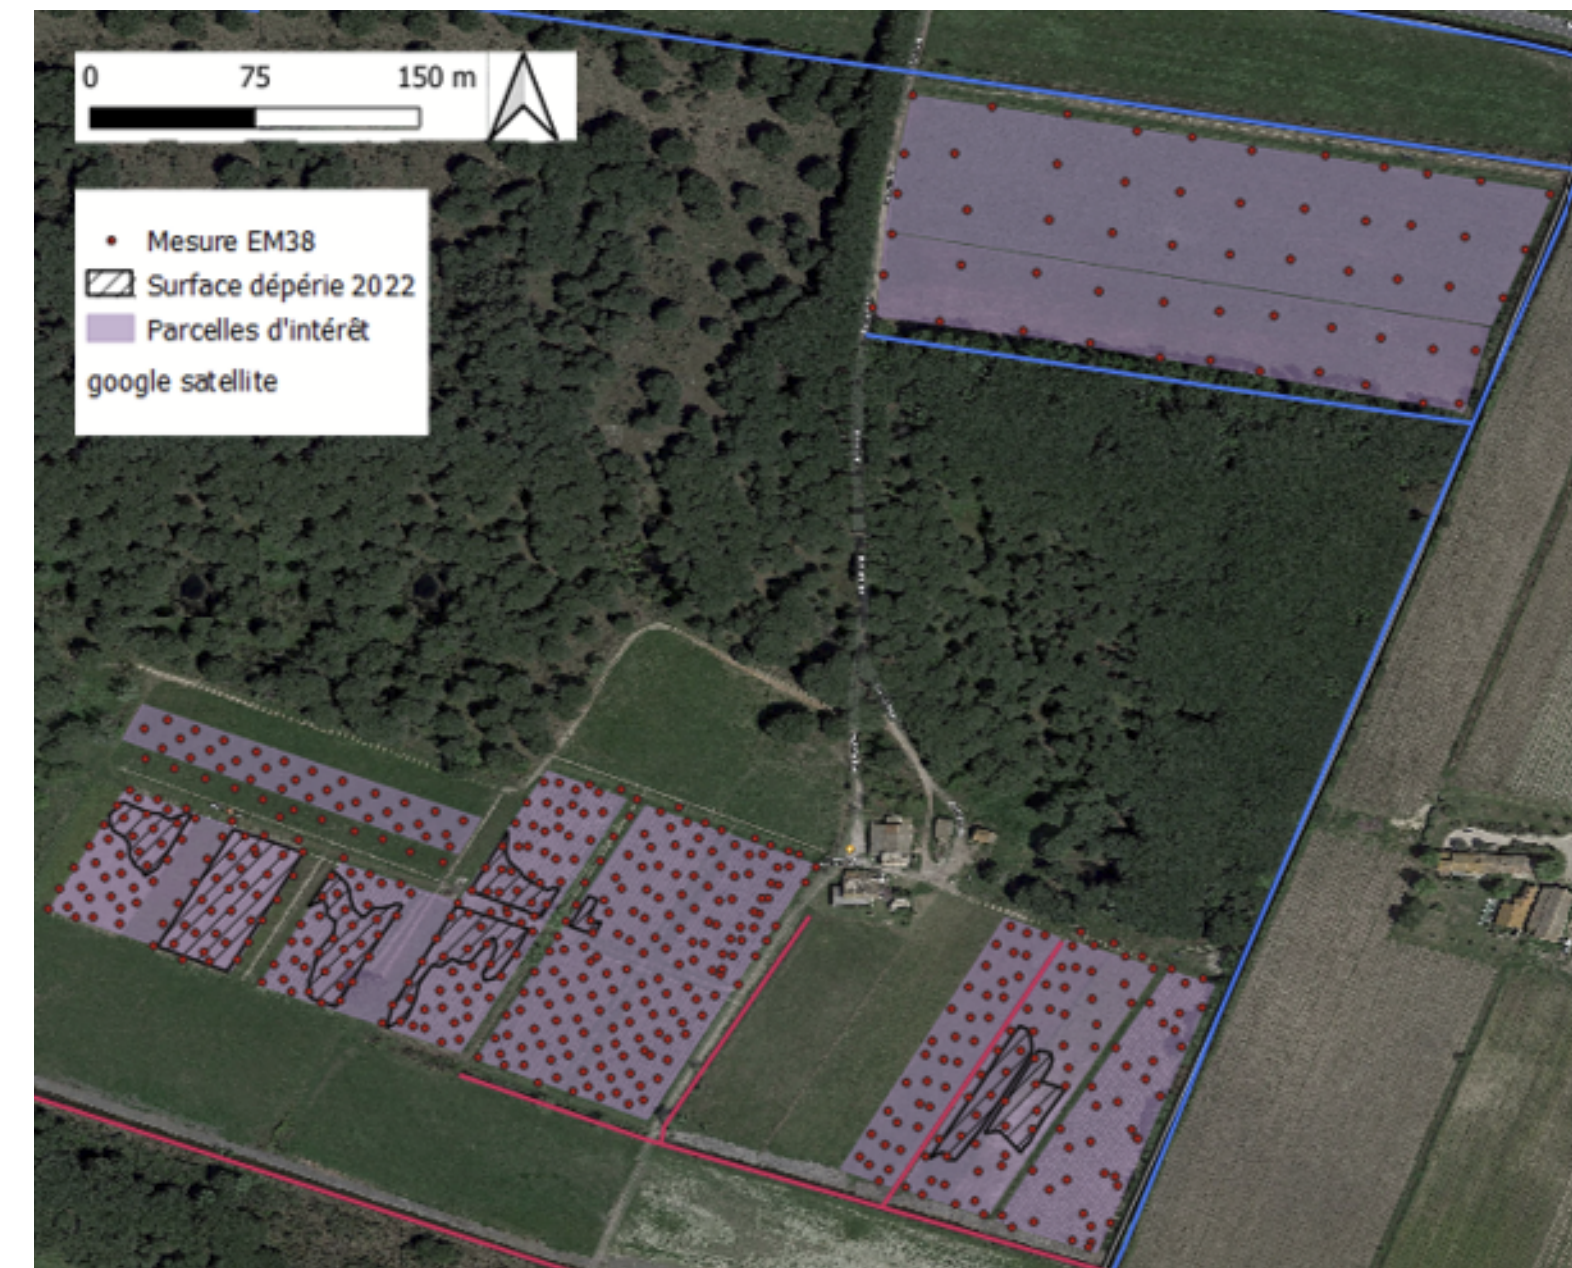 0 75 150 m
Mesure EM38
Surface dépérie 2022
Parcelles d'intérêt
google satellite